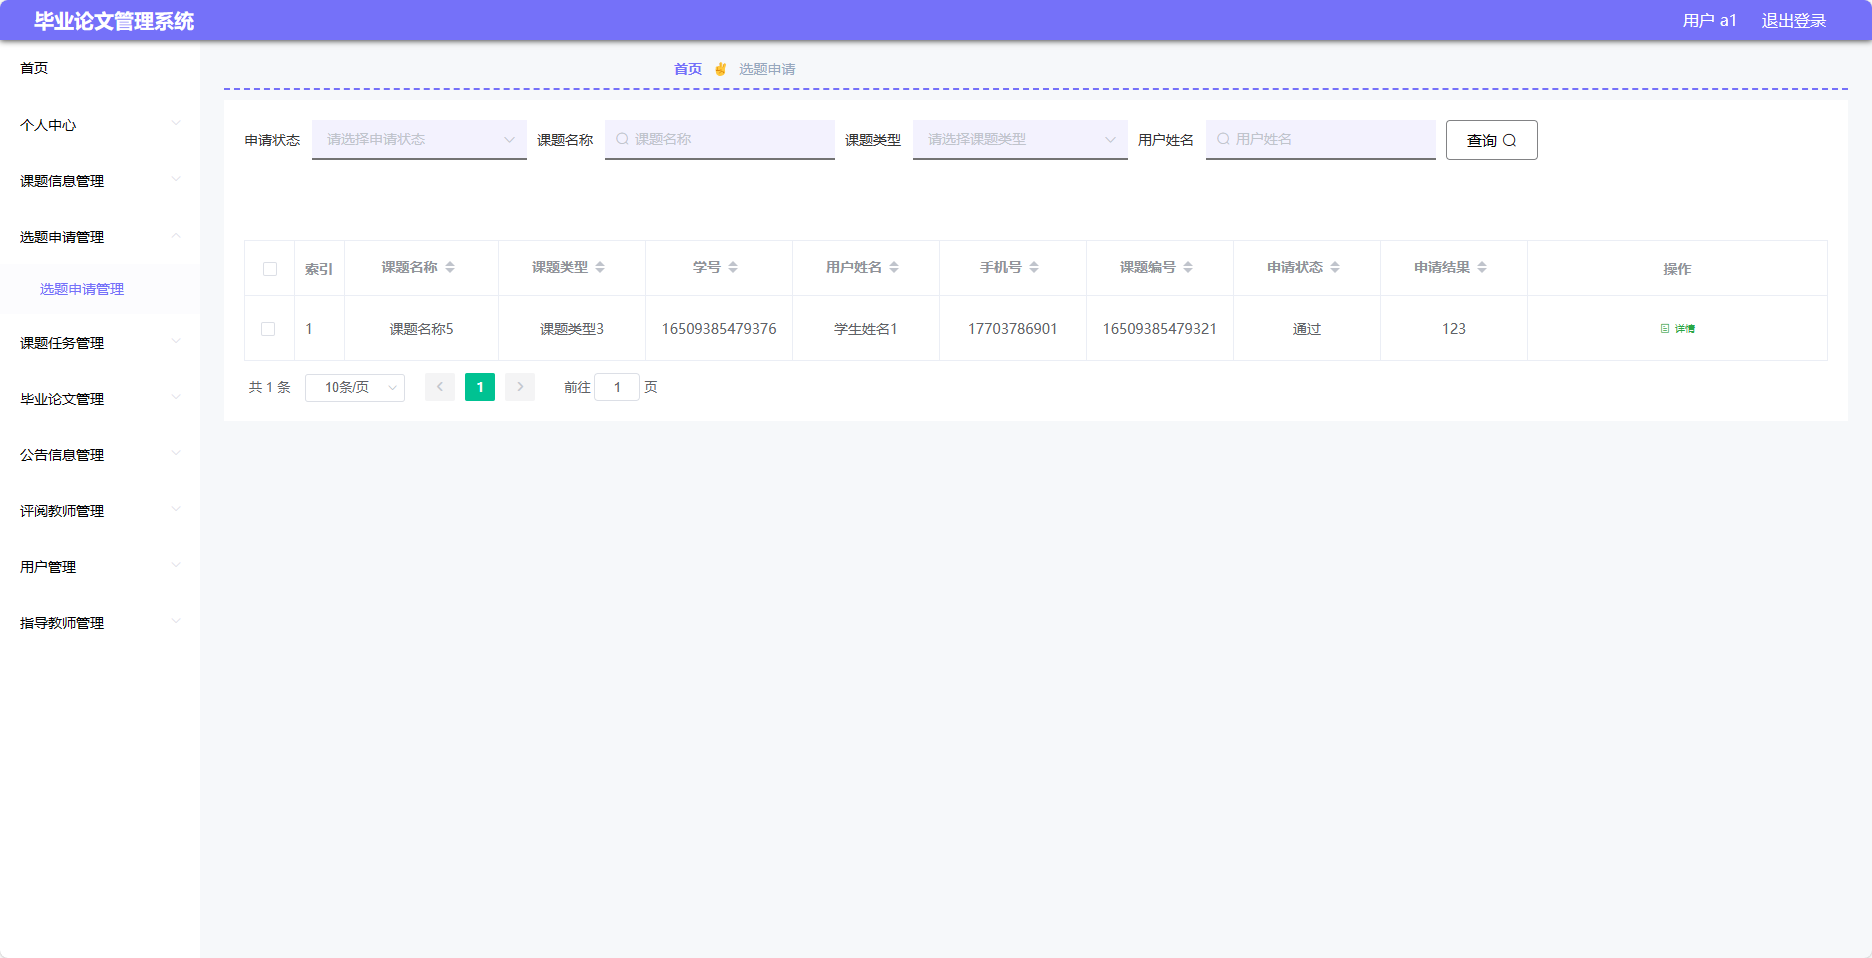 毕业论文管理系统
用户 a1 退出登录
首页
个人中心
课题信息管理
选题申请管理
选题申请管理
课题任务管理
毕业论文管理
公告信息管理
评阅教师管理
用户管理
指导教师管理
首页 选题申请
申请状态 请选择申请状态 课题名称 课题名称 课题类型 请选择课题类型 用户姓名 用户姓名 查询
索引 课题名称 课题类型 学号 用户姓名 手机号 课题编号 申请状态 申请结果 操作
1 课题名称5 课题类型3 16509385479376 学生姓名1 17703786901 16509385479321 通过 123 详情
共 1 条 10条/页 1 前往 1 页